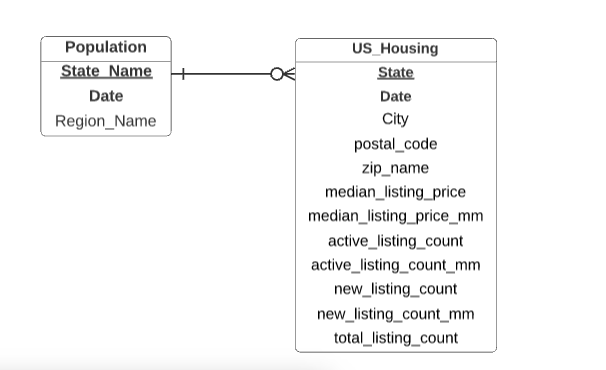 Population
State_Name
Date
Region_Name
US_Housing
State
Date
City
postal_code
zip_name
median_listing_price
median_listing_price_mm
active_listing_count
active_listing_count_mm
new_listing_count
new_listing_count_mm
total_listing_count